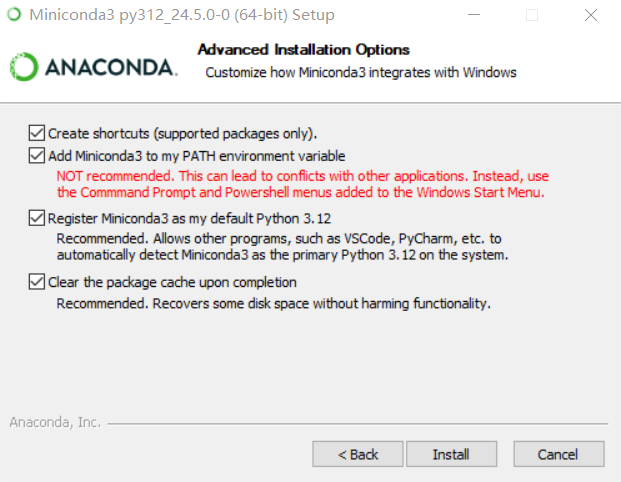 Miniconda3 py312_24.5.0-0 (64-bit) Setup
ANACONDA.
Advanced Installation Options
Customize how Miniconda3 integrates with Windows
Create shortcuts (supported packages only).
Add Miniconda3 to my PATH environment variable
NOT recommended. This can lead to conflicts with other applications. Instead, use
the Commmand Prompt and Powershell menus added to the Windows Start Menu.
Register Miniconda3 as my default Python 3.12
Recommended. Allows other programs, such as VSCode, PyCharm, etc. to
automatically detect Miniconda3 as the primary Python 3.12 on the system.
Clear the package cache upon completion
Recommended. Recovers some disk space without harming functionality.
Anaconda, Inc.
< Back
Install
Cancel